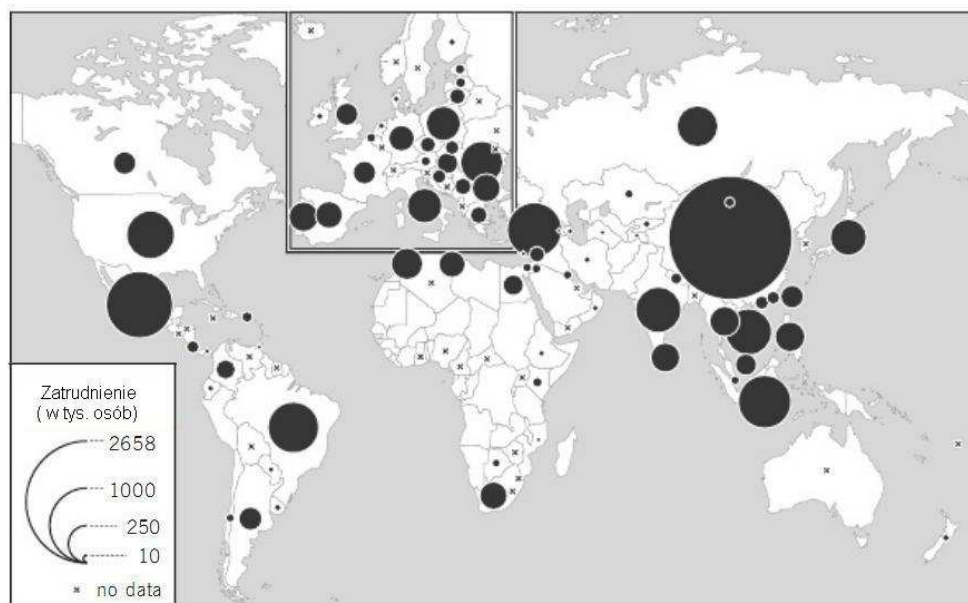 Zatrudnienie
(w tys. osób)
2658
1000
250
10
no data